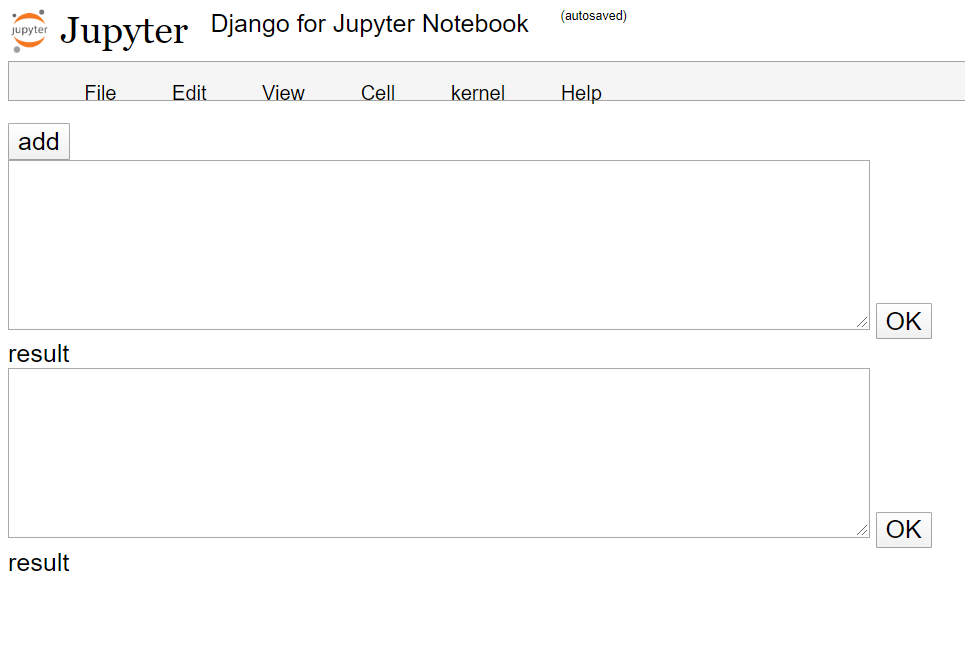 jupyter Jupyter Django for Jupyter Notebook (autosaved)
File Edit View Cell kernel Help
add
OK
result
OK
result